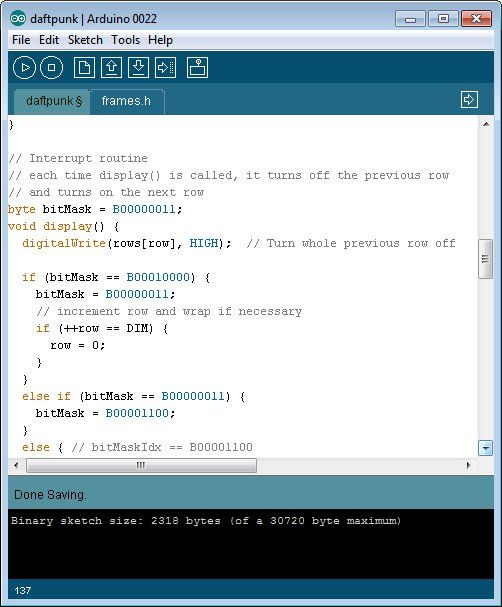 daftpunk | Arduino 0022
File Edit Sketch Tools Help
daftpunk § frames.h
}
// Interrupt routine
// each time display() is called, it turns off the previous row
// and turns on the next row
byte bitMask = B00000011;
void display() {
  digitalWrite(rows[row], HIGH);  // Turn whole previous row off
  if (bitMask == B00010000) {
    bitMask = B00000011;
    // increment row and wrap if necessary
    if (++row == DIM) {
      row = 0;
    }
  }
  else if (bitMask == B00000011) {
    bitMask = B00001100;
  }
  else { // bitMaskIdx == B00001100
Done Saving.
Binary sketch size: 2318 bytes (of a 30720 byte maximum)
137